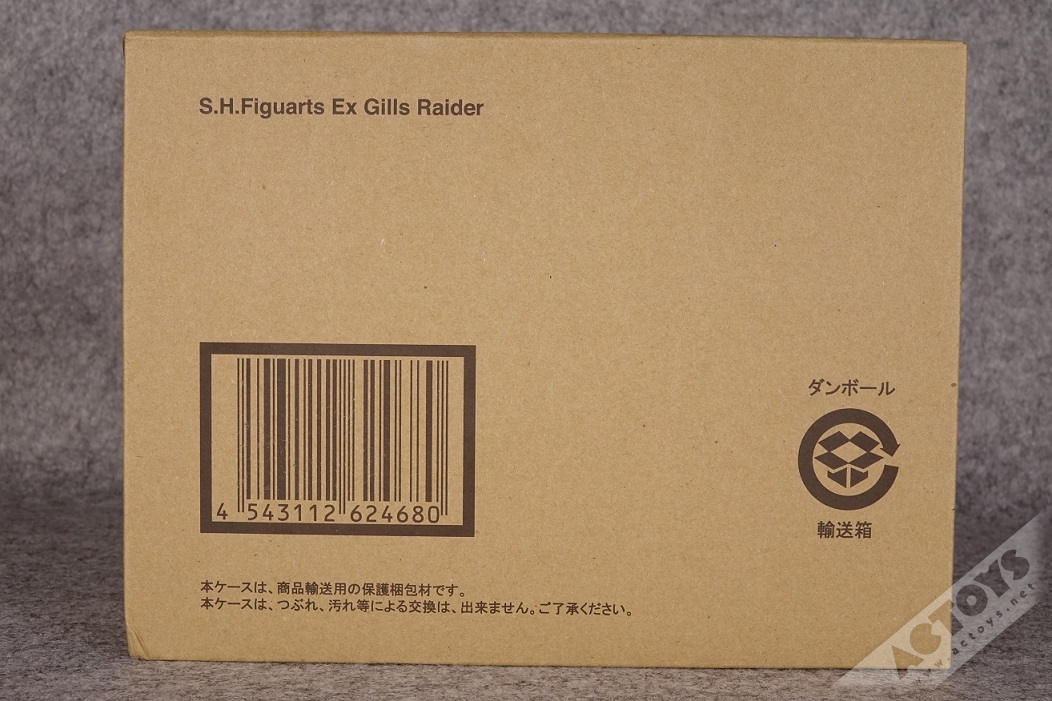 S.H.Figuarts Ex Gills Raider
ダンボール
4 543112 624680
輸送箱
本ケースは、商品輸送用の保護梱包材です。
本ケースは、つぶれ、汚れ等による交換は、出来ません。ご了承ください。
ACTOYS
www.actoys.net